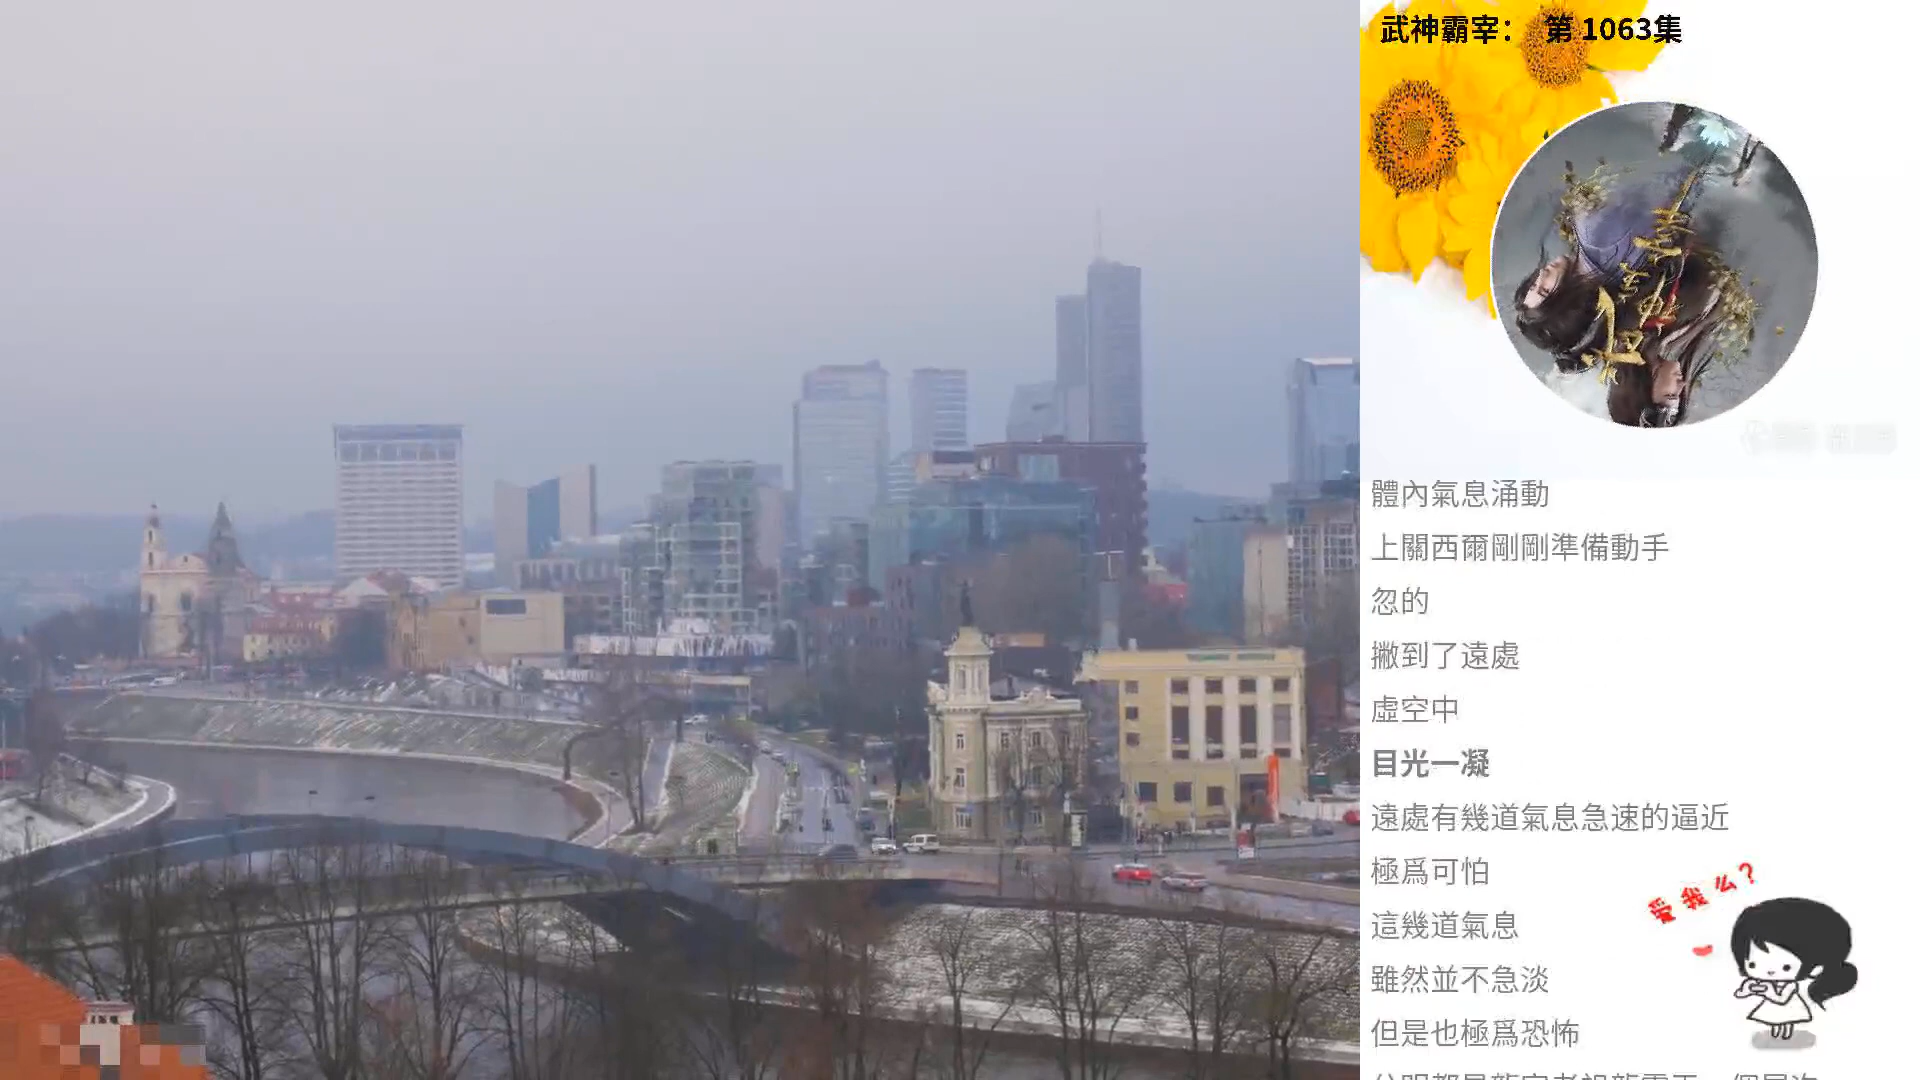 武神霸宰： 第 1063集
體內氣息涌動
上關西爾剛剛準備動手
忽的
撇到了遠處
虛空中
目光一凝
遠處有幾道氣息急速的逼近
極爲可怕
這幾道氣息
雖然並不急淡
但是也極爲恐怖
爱我么?